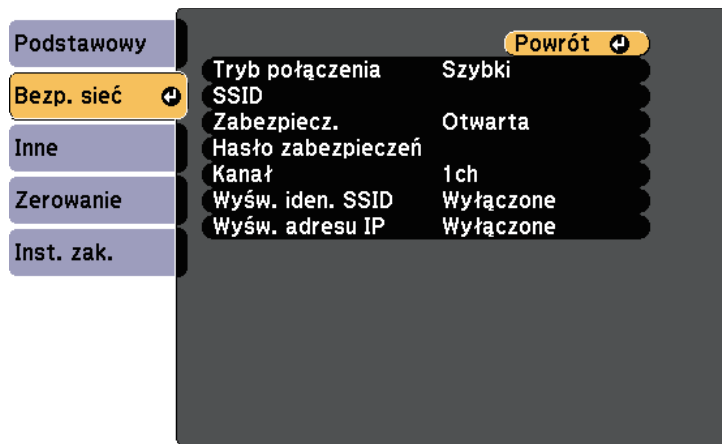 Podstawowy
Bezp. sieć
Inne
Zerowanie
Inst. zak.
Powrót
Tryb połączenia Szybki
SSID
Zabezpiecz. Otwarta
Hasło zabezpieczeń
Kanał 1ch
Wyśw. iden. SSID Wyłączone
Wyśw. adresu IP Wyłączone